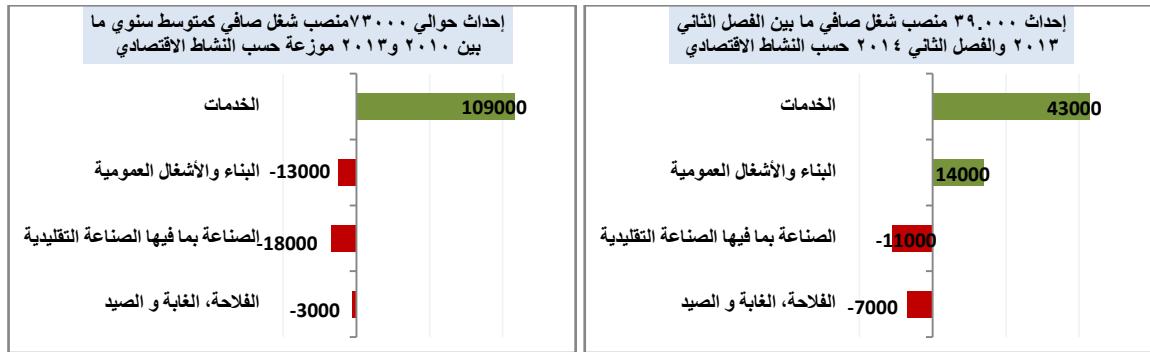 إحداث ٣٩.٠٠٠ منصب شغل صافي ما بين الفصل الثاني
٢٠١٣ والفصل الثاني ٢٠١٤ حسب النشاط الاقتصادي
الخدمات 43000
البناء والأشغال العمومية 14000
الصناعة بما فيها الصناعة التقليدية -11000
الفلاحة، الغابة و الصيد -7000
إحداث حوالي ٧٣٠٠٠منصب شغل صافي كمتوسط سنوي ما
بين ٢٠١٠ و٢٠١٣ موزعة حسب النشاط الاقتصادي
الخدمات 109000
البناء والأشغال العمومية -13000
الصناعة بما فيها الصناعة التقليدية -18000
الفلاحة، الغابة و الصيد -3000